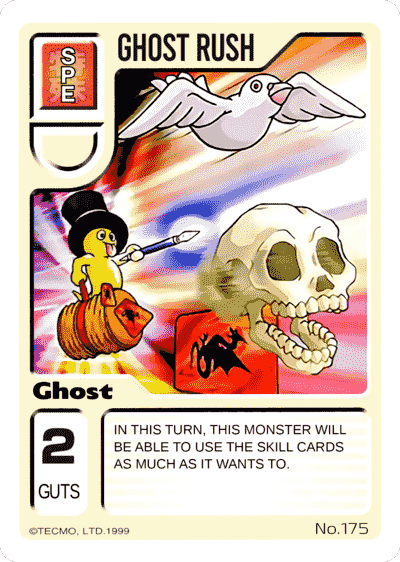 SPE
GHOST RUSH
Ghost
2
GUTS
IN THIS TURN, THIS MONSTER WILL
BE ABLE TO USE THE SKILL CARDS
AS MUCH AS IT WANTS TO.
©TECMO, LTD.1999
No.175